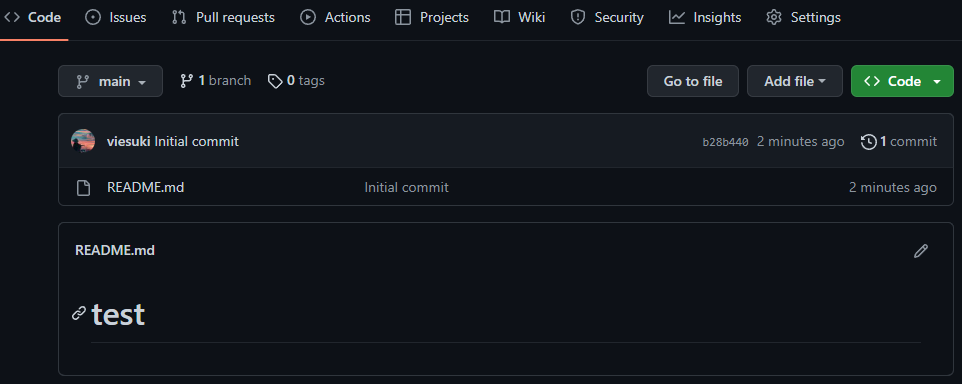 Code Issues Pull requests Actions Projects Wiki Security Insights Settings
main 1 branch 0 tags Go to file Add file Code
viesuki Initial commit b28b440 2 minutes ago 1 commit
README.md Initial commit 2 minutes ago
README.md
test